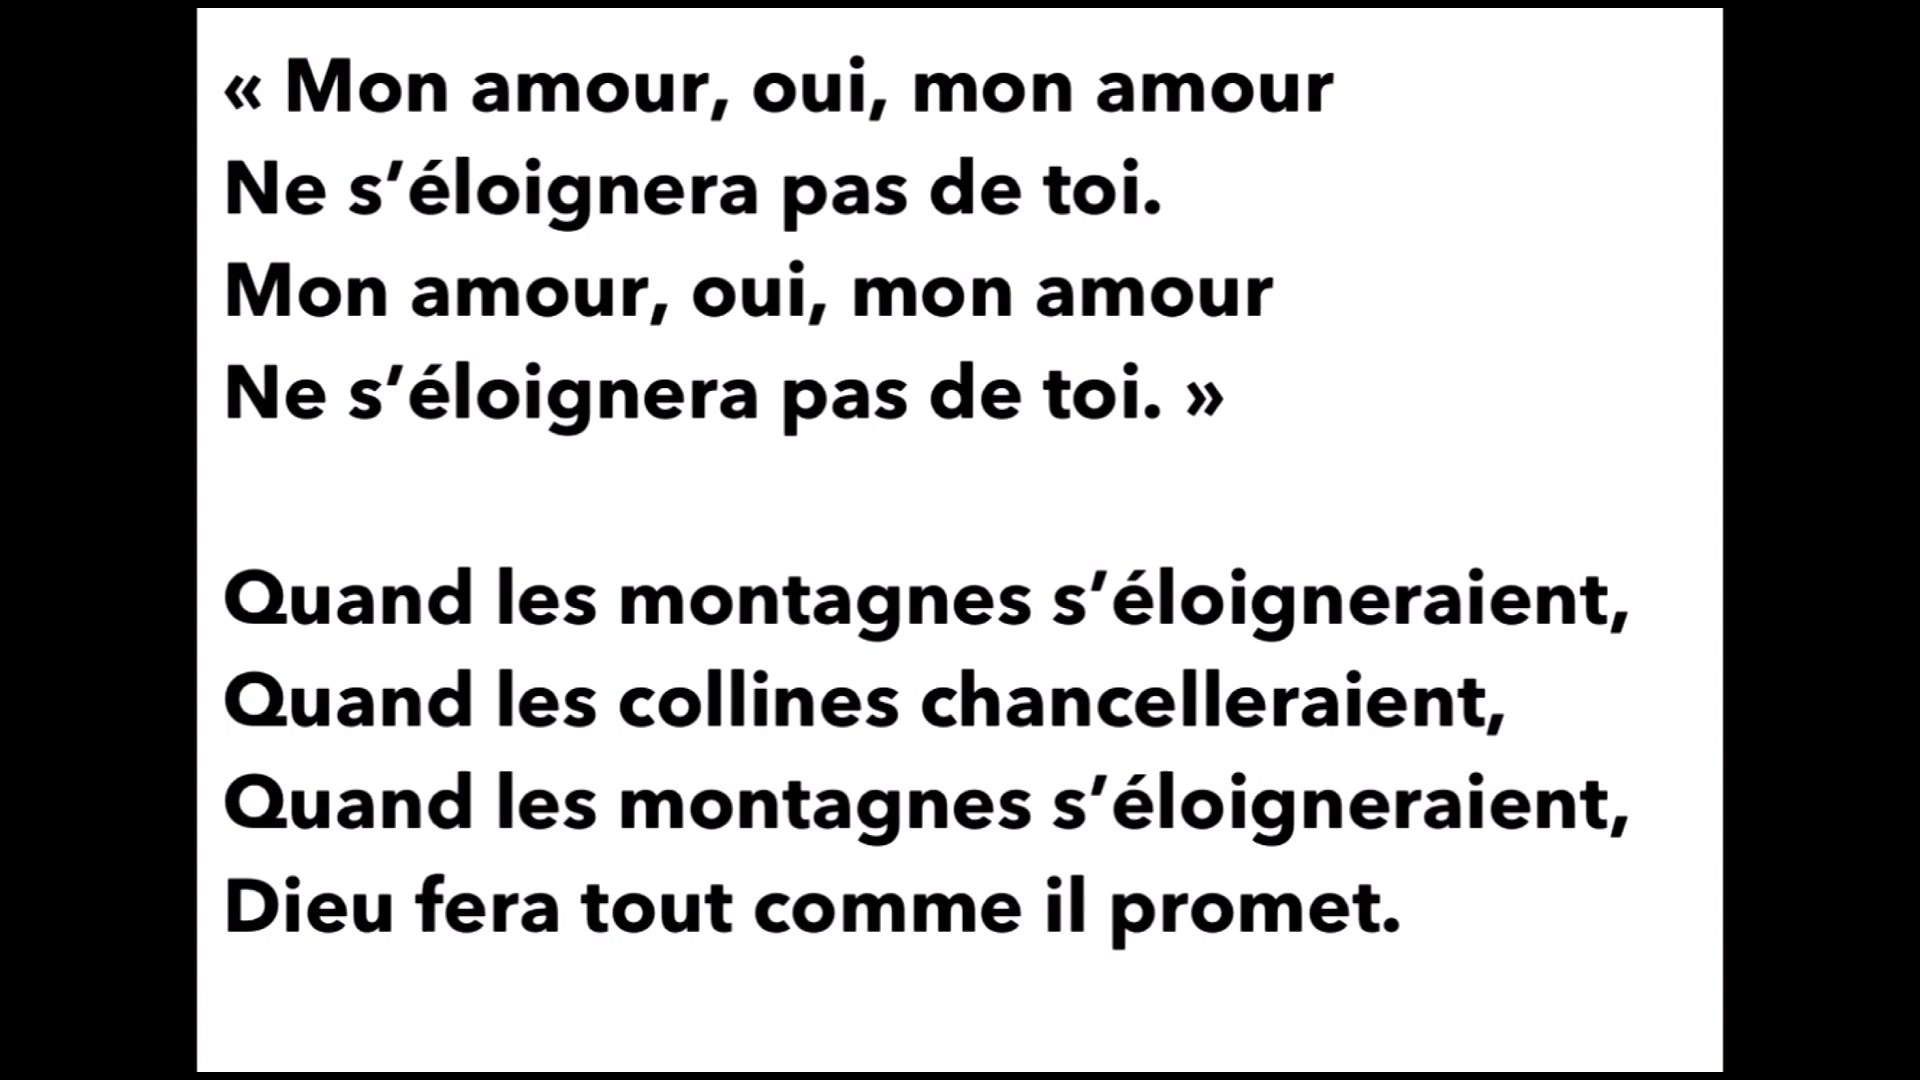 « Mon amour, oui, mon amour
Ne s’éloignera pas de toi.
Mon amour, oui, mon amour
Ne s’éloignera pas de toi. »
Quand les montagnes s’éloigneraient,
Quand les collines chancelleraient,
Quand les montagnes s’éloigneraient,
Dieu fera tout comme il promet.